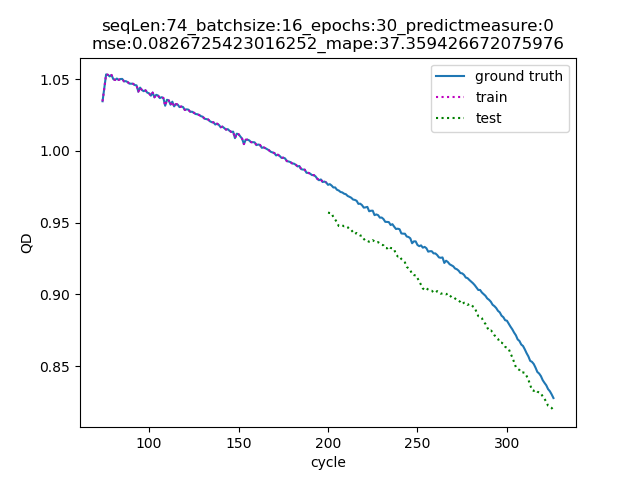 seqLen:74_batchsize:16_epochs:30_predictmeasure:0
mse:0.0826725423016252_mape:37.359426672075976
ground truth
train
test
1.05
1.00
0.95
0.90
0.85
QD
100 150 200 250 300
cycle